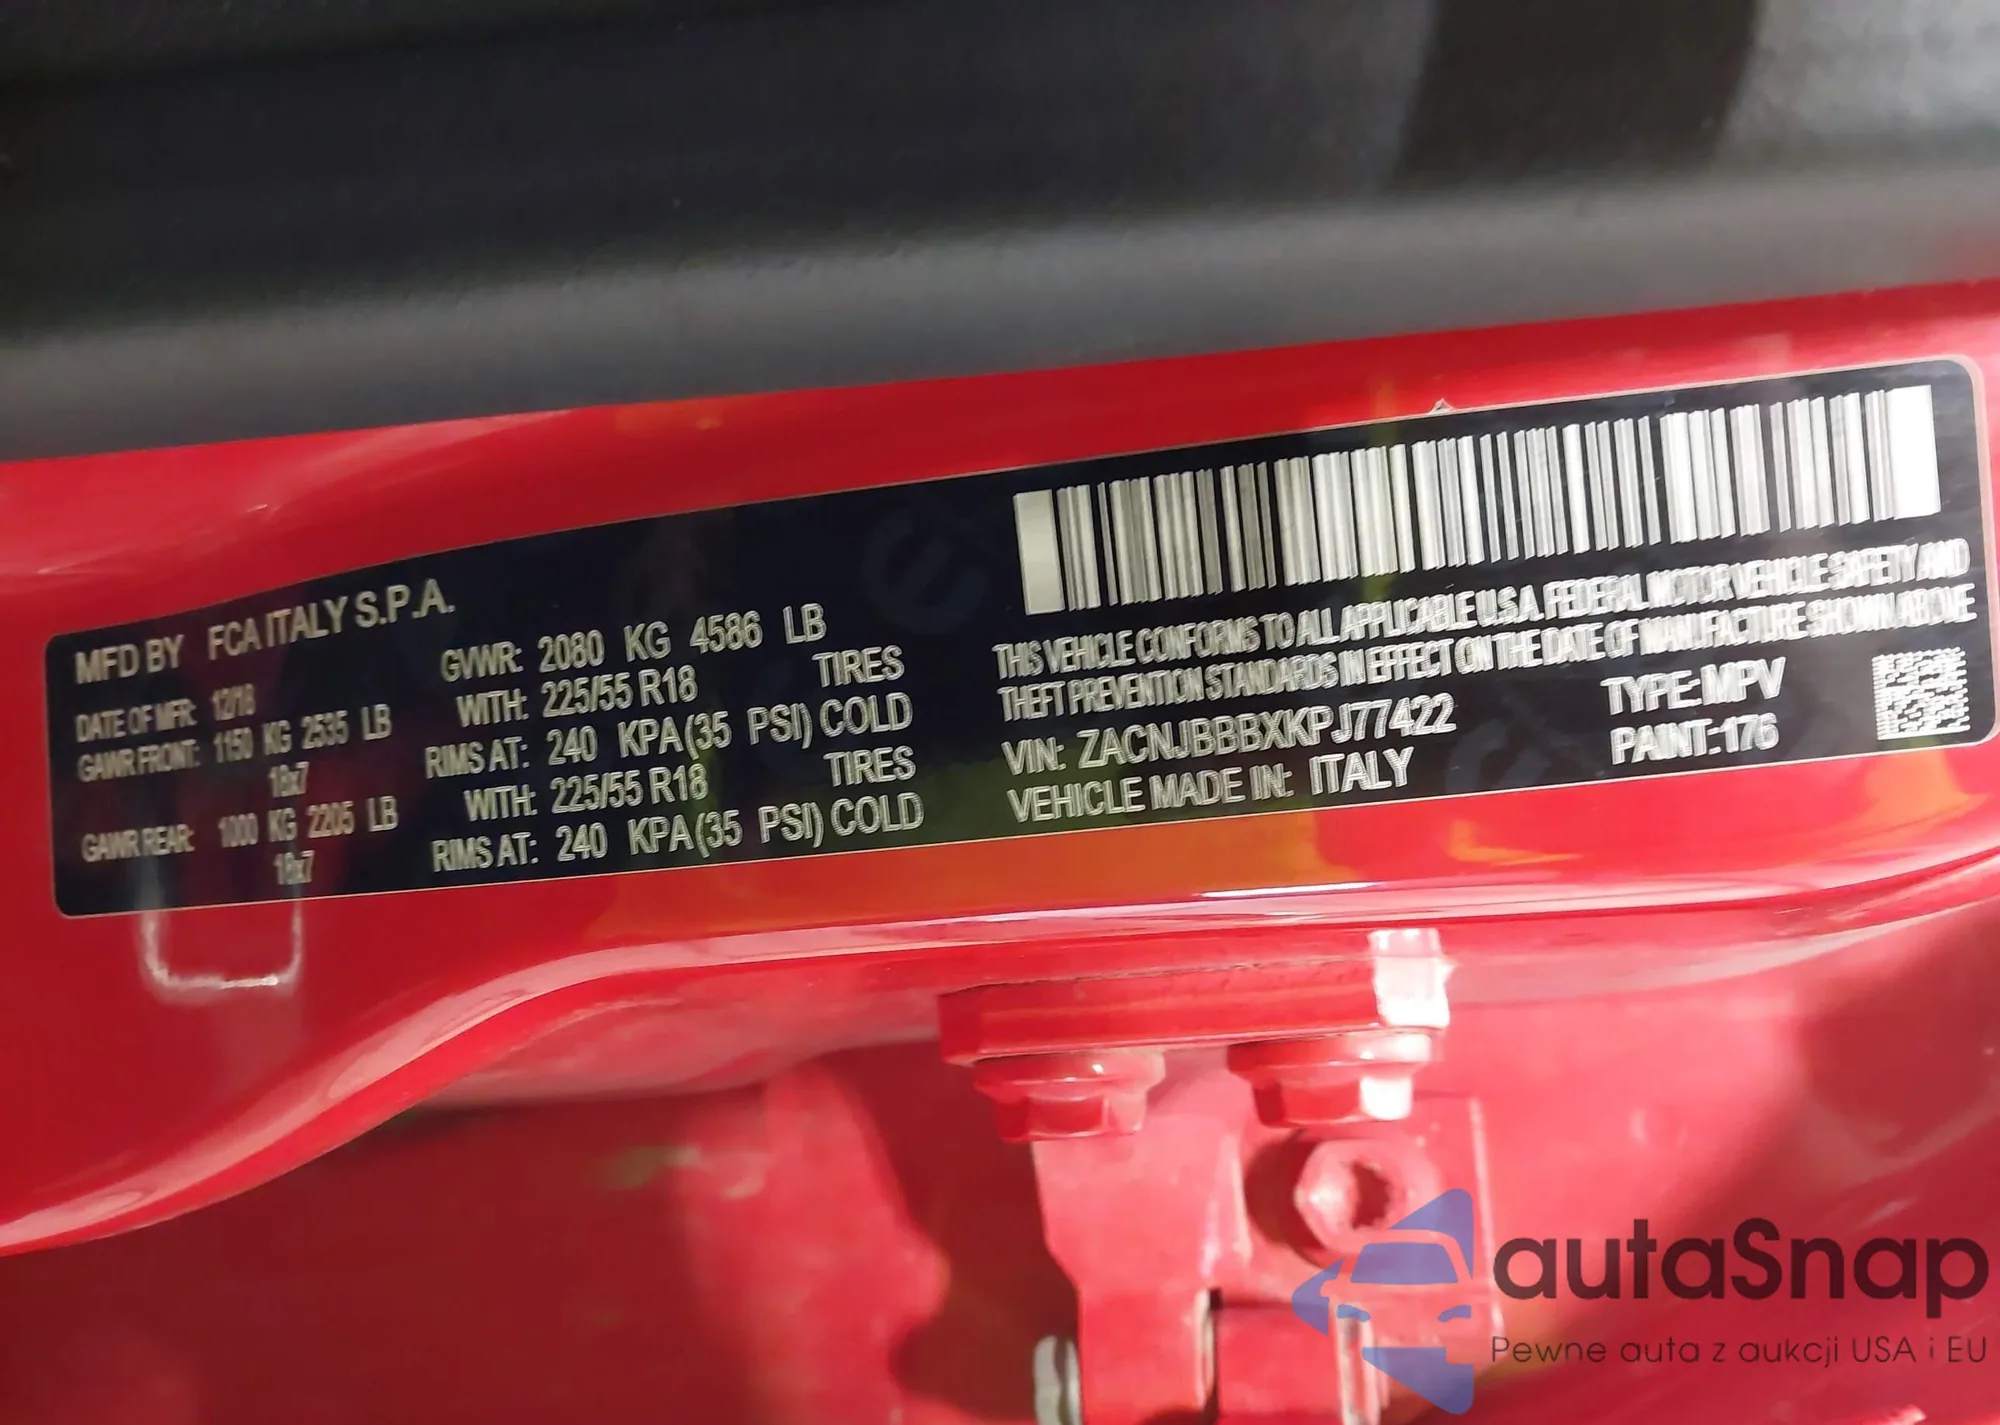 MFD BY FCA ITALY S.P.A.
DATE OF MFR: 12/18
GVWR: 2080 KG 4586 LB
GAWR FRONT: 1150 KG 2535 LB
WITH: 225/55 R18 TIRES
18x7
RIMS AT: 240 KPA (35 PSI) COLD
GAWR REAR: 1000 KG 2205 LB
WITH: 225/55 R18 TIRES
18x7
RIMS AT: 240 KPA (35 PSI) COLD
THIS VEHICLE CONFORMS TO ALL APPLICABLE U.S.A. FEDERAL MOTOR VEHICLE SAFETY AND
THEFT PREVENTION STANDARDS IN EFFECT ON THE DATE OF MANUFACTURE SHOWN ABOVE
VIN: ZACNJBBBXKPJ77422 TYPE: MPV
VEHICLE MADE IN: ITALY PAINT: 176
autaSnap
Pewne auta z aukcji USA i EU